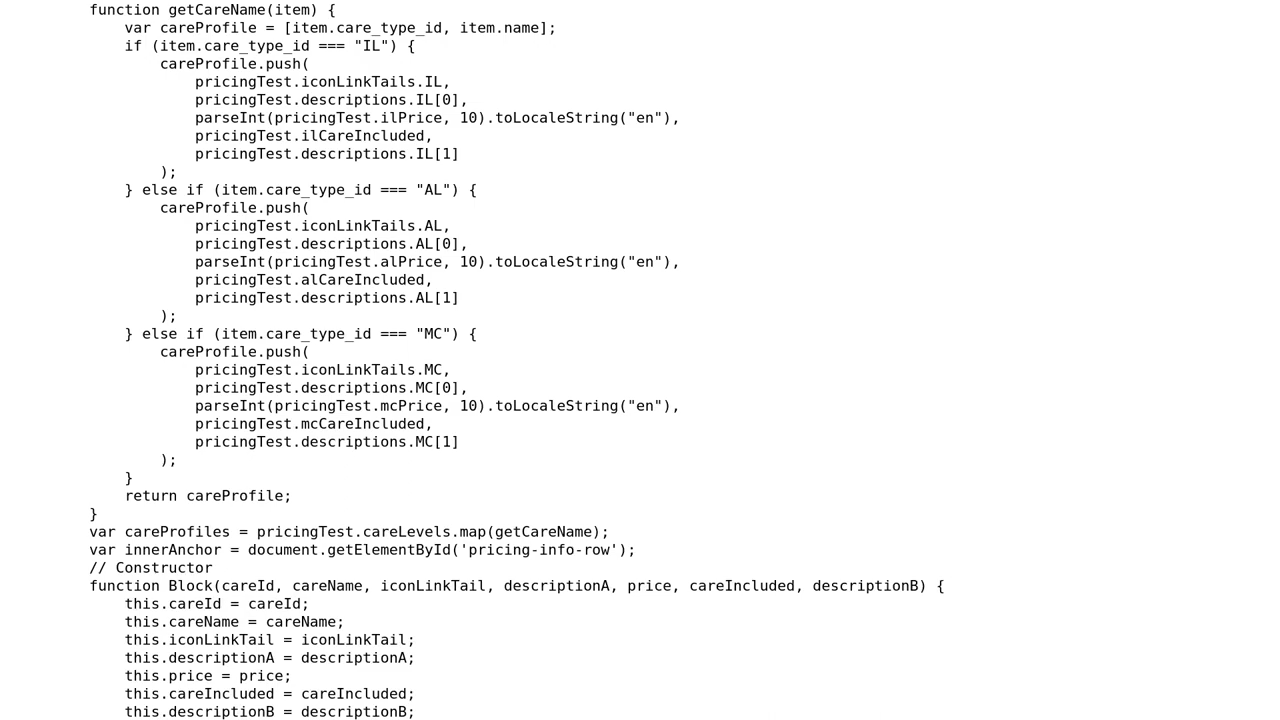 function getCareName(item) {
var careProfile = [item.care_type_id, item.name];
if (item.care_type_id === "IL") {
careProfile.push(
pricingTest.iconLinkTails.IL,
pricingTest.descriptions.IL[0],
parseInt(pricingTest.ilPrice, 10).toLocaleString("en"),
pricingTest.ilCareIncluded,
pricingTest.descriptions.IL[1]
);
} else if (item.care_type_id === "AL") {
careProfile.push(
pricingTest.iconLinkTails.AL,
pricingTest.descriptions.AL[0],
parseInt(pricingTest.alPrice, 10).toLocaleString("en"),
pricingTest.alCareIncluded,
pricingTest.descriptions.AL[1]
);
} else if (item.care_type_id === "MC") {
careProfile.push(
pricingTest.iconLinkTails.MC,
pricingTest.descriptions.MC[0],
parseInt(pricingTest.mcPrice, 10).toLocaleString("en"),
pricingTest.mcCareIncluded,
pricingTest.descriptions.MC[1]
);
}
return careProfile;
}
var careProfiles = pricingTest.careLevels.map(getCareName);
var innerAnchor = document.getElementById('pricing-info-row');
// Constructor
function Block(careId, careName, iconLinkTail, descriptionA, price, careIncluded, descriptionB) {
this.careId = careId;
this.careName = careName;
this.iconLinkTail = iconLinkTail;
this.descriptionA = descriptionA;
this.price = price;
this.careIncluded = careIncluded;
this.descriptionB = descriptionB;